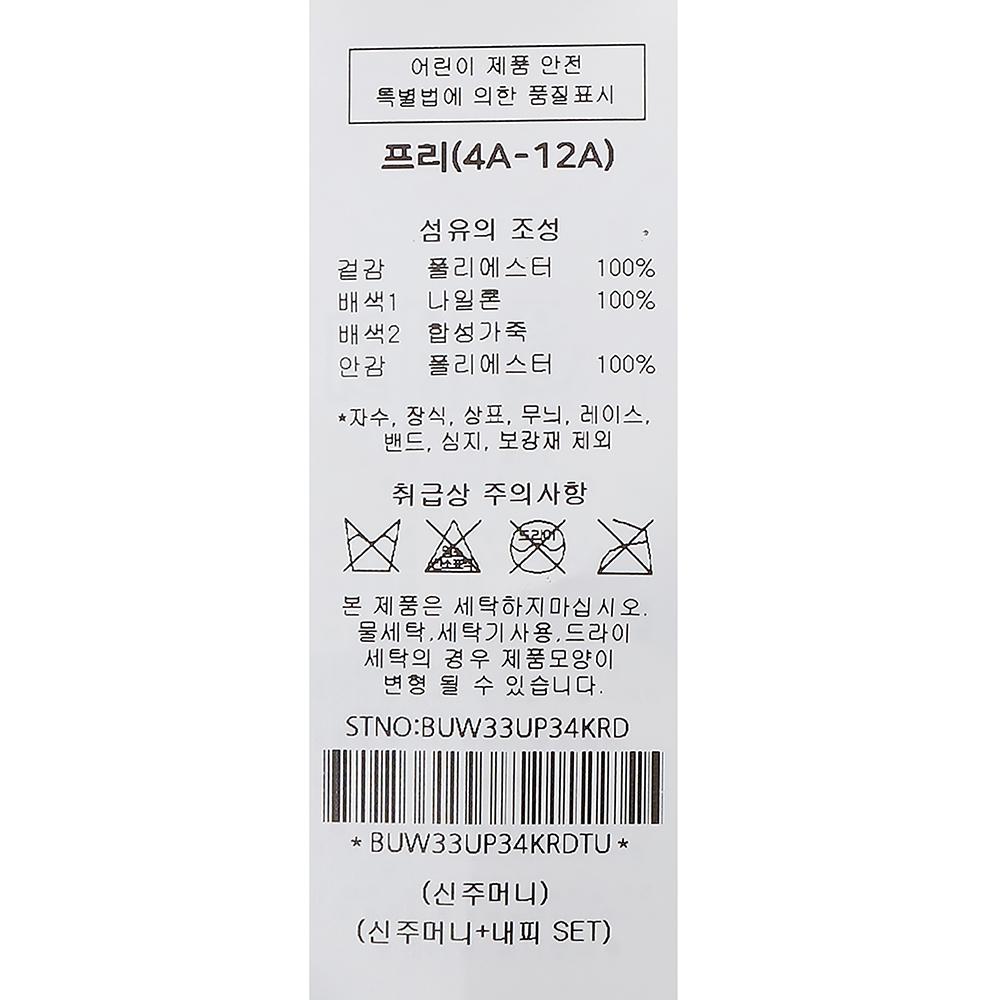 어린이 제품 안전
특별법에 의한 품질표시
프리(4A-12A)
섬유의 조성
겉감 폴리에스터 100%
배색1 나일론 100%
배색2 합성가죽
안감 폴리에스터 100%
*자수, 장식, 상표, 무늬, 레이스,
밴드, 심지, 보강재 제외
취급상 주의사항
드라이
본 제품은 세탁하지마십시오.
물세탁,세탁기사용,드라이
세탁의 경우 제품모양이
변형 될 수 있습니다.
STNO:BUW33UP34KRD
*BUW33UP34KRDTU*
(신주머니)
(신주머니+내피 SET)